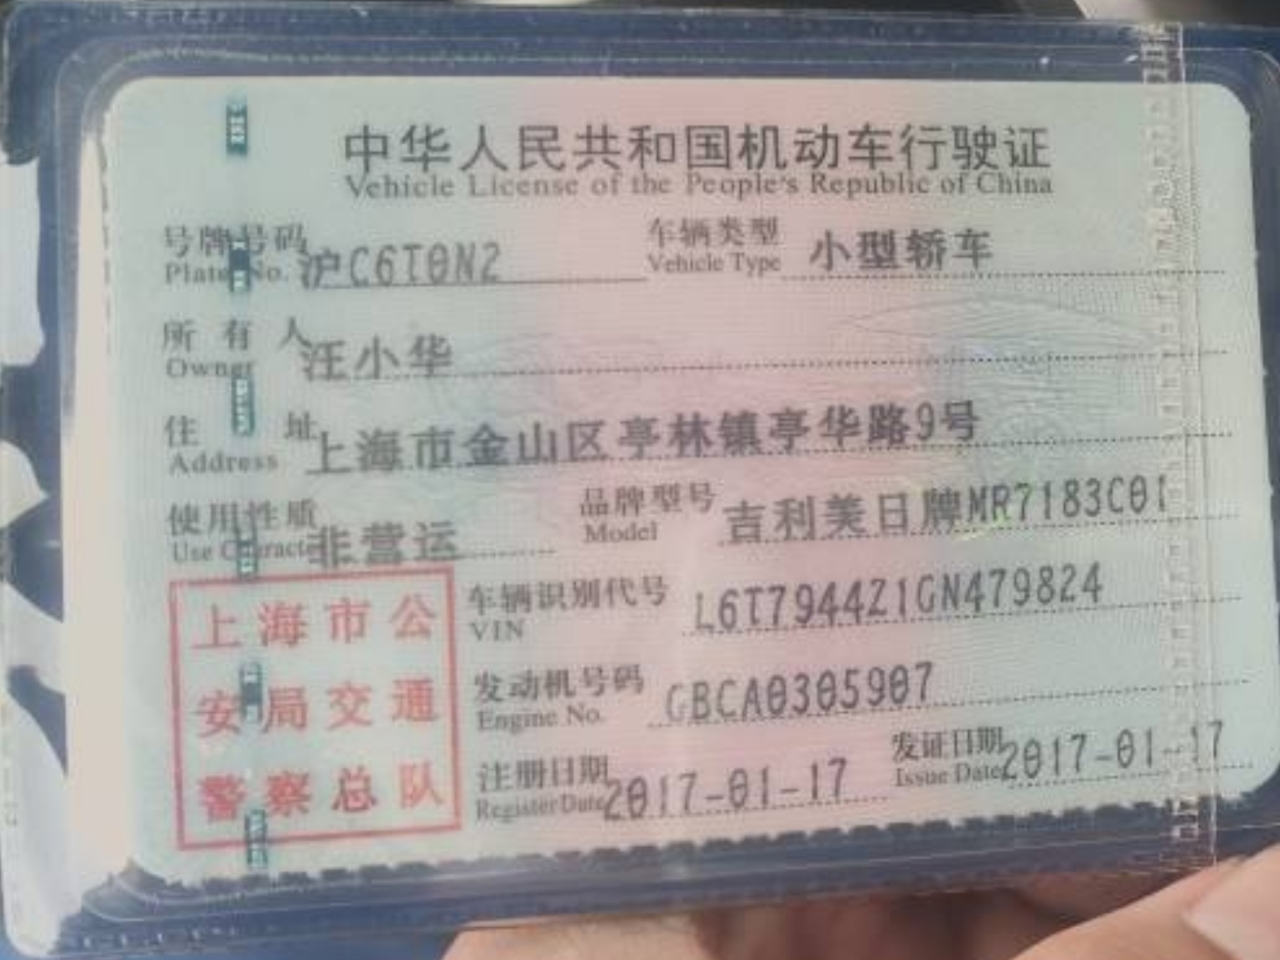 中华人民共和国机动车行驶证
Vehicle License of the People's Republic of China
号牌号码 沪C6T0N2 车辆类型 小型轿车
Plate No. Vehicle Type
所有人 汪小华
Owner
住址 上海市金山区亭林镇亭华路9号
Address
使用性质 非营运 品牌型号 吉利美日牌MR7183C01
Use Character Model
车辆识别代号 L6T7944Z1GN479824
VIN
发动机号码 GBCA0305907
Engine No.
注册日期 2017-01-17 发证日期 2017-01-17
Register Date Issue Date
上海市公
安局交通
警察总队